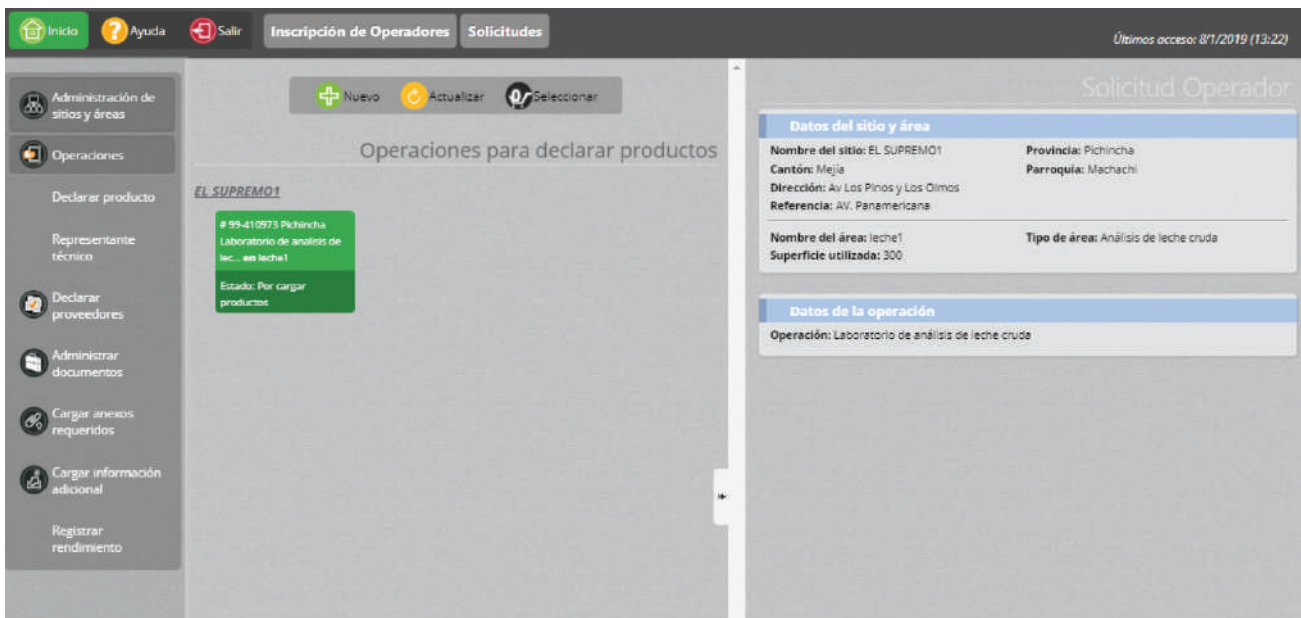 Inicio
Ayuda
Salir
Inscripción de Operadores
Solicitudes
Últimos acceso: 8/1/2019 (13:22)
Administración de
sitios y áreas
Operaciones
Declarar producto
Representante
técnico
Declarar
proveedores
Administrar
documentos
Cargar anexos
requeridos
Cargar información
adicional
Registrar
rendimiento
Nuevo
Actualizar
Seleccionar
Operaciones para declarar productos
EL SUPREMO1
# 99-410973 Pichincha
Laboratorio de analisis de
lec... en leche1
Estado: Por cargar
productos
Solicitud Operador
Datos del sitio y área
Nombre del sitio: EL SUPREMO1
Provincia: Pichincha
Cantón: Mejía
Parroquia: Machachi
Dirección: Av Los Pinos y Los Olmos
Referencia: AV. Panamericana
Nombre del área: leche1
Tipo de área: Análisis de leche cruda
Superficie utilizada: 300
Datos de la operación
Operación: Laboratorio de análisis de leche cruda